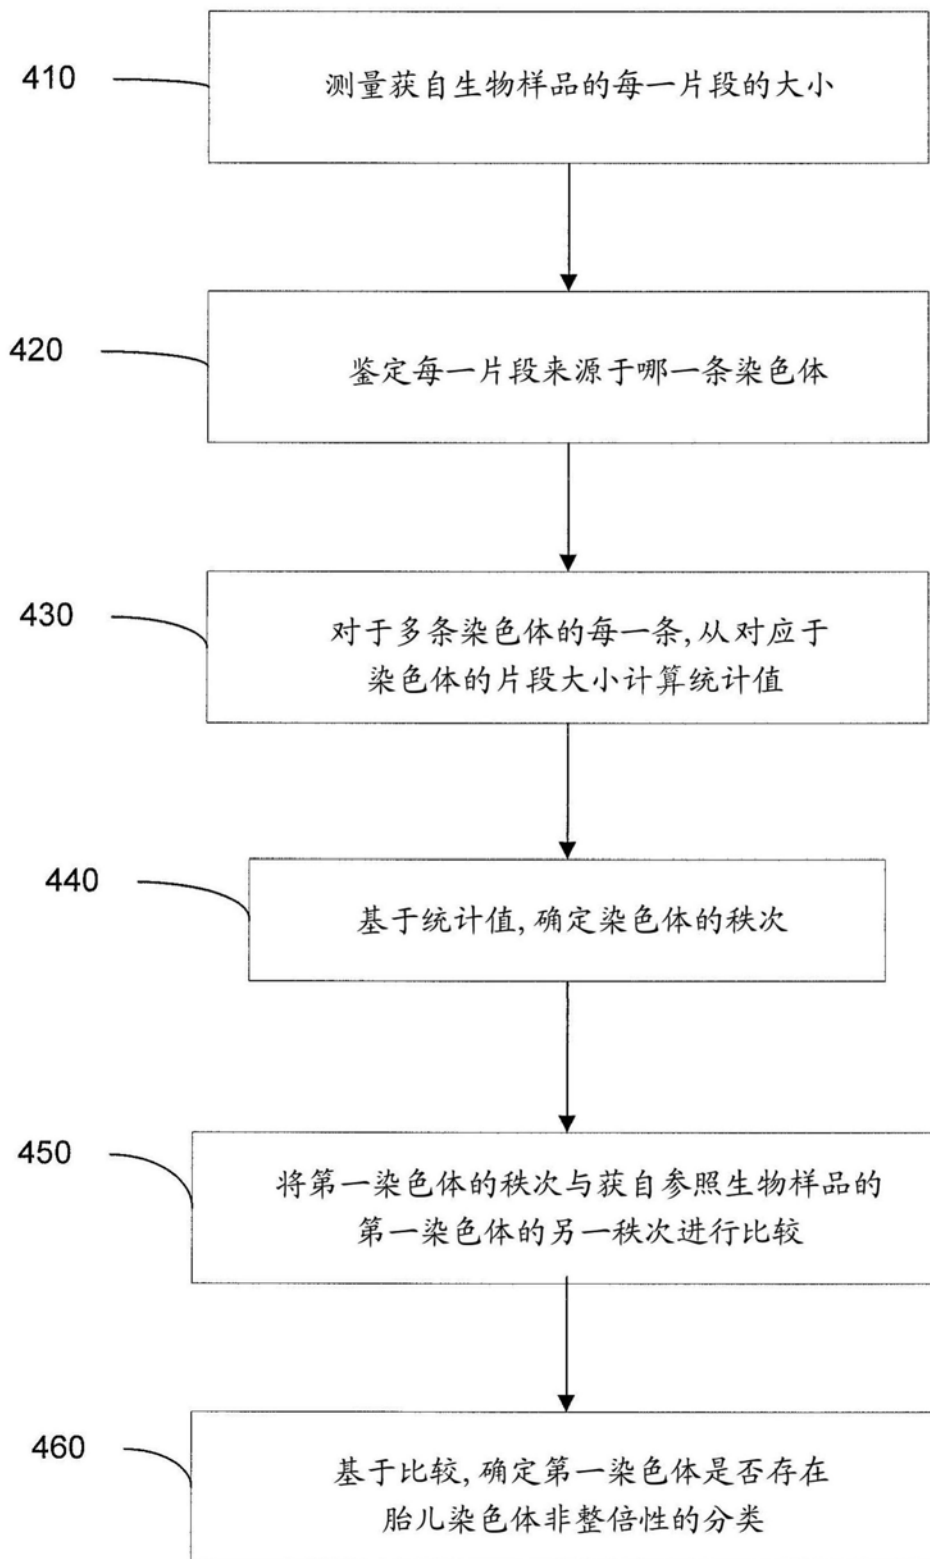 410
测量获自生物样品的每一片段的大小
420
鉴定每一片段来源于哪一条染色体
430
对于多条染色体的每一条,从对应于
染色体的片段大小计算统计值
440
基于统计值,确定染色体的秩次
450
将第一染色体的秩次与获自参照生物样品的
第一染色体的另一秩次进行比较
460
基于比较,确定第一染色体是否存在
胎儿染色体非整倍性的分类